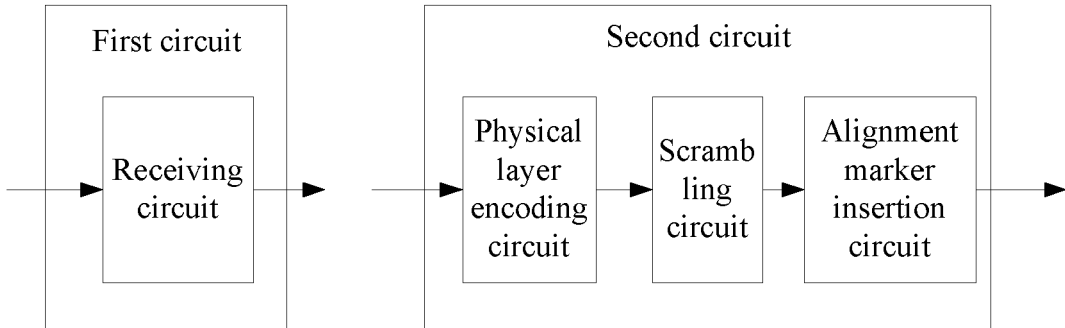 First circuit
Receiving
circuit
Second circuit
Physical
layer
encoding
circuit
Scramb
ling
circuit
Alignment
marker
insertion
circuit